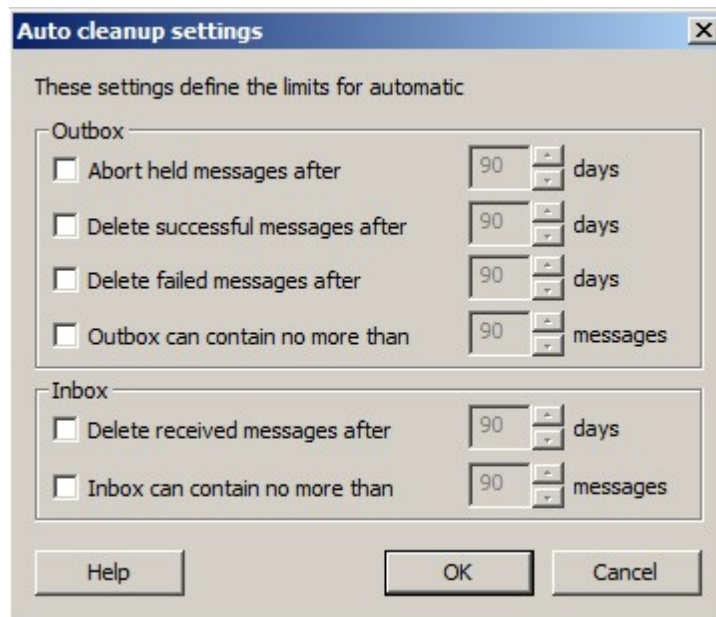 Auto cleanup settings
These settings define the limits for automatic
Outbox
Abort held messages after 90 days
Delete successful messages after 90 days
Delete failed messages after 90 days
Outbox can contain no more than 90 messages
Inbox
Delete received messages after 90 days
Inbox can contain no more than 90 messages
Help OK Cancel